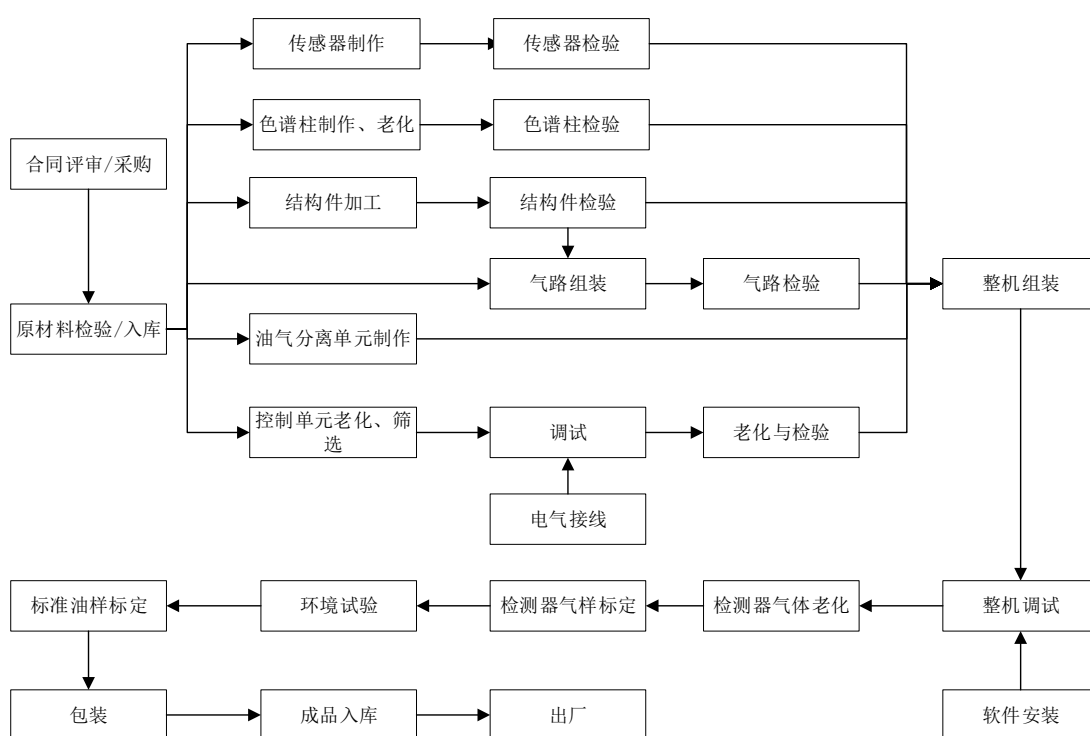 传感器制作
传感器检验
色谱柱制作、老化
色谱柱检验
合同评审/采购
结构件加工
结构件检验
气路组装
气路检验
整机组装
原材料检验/入库
油气分离单元制作
控制单元老化、筛
选
调试
老化与检验
电气接线
标准油样标定
环境试验
检测器气样标定
检测器气体老化
整机调试
包装
成品入库
出厂
软件安装